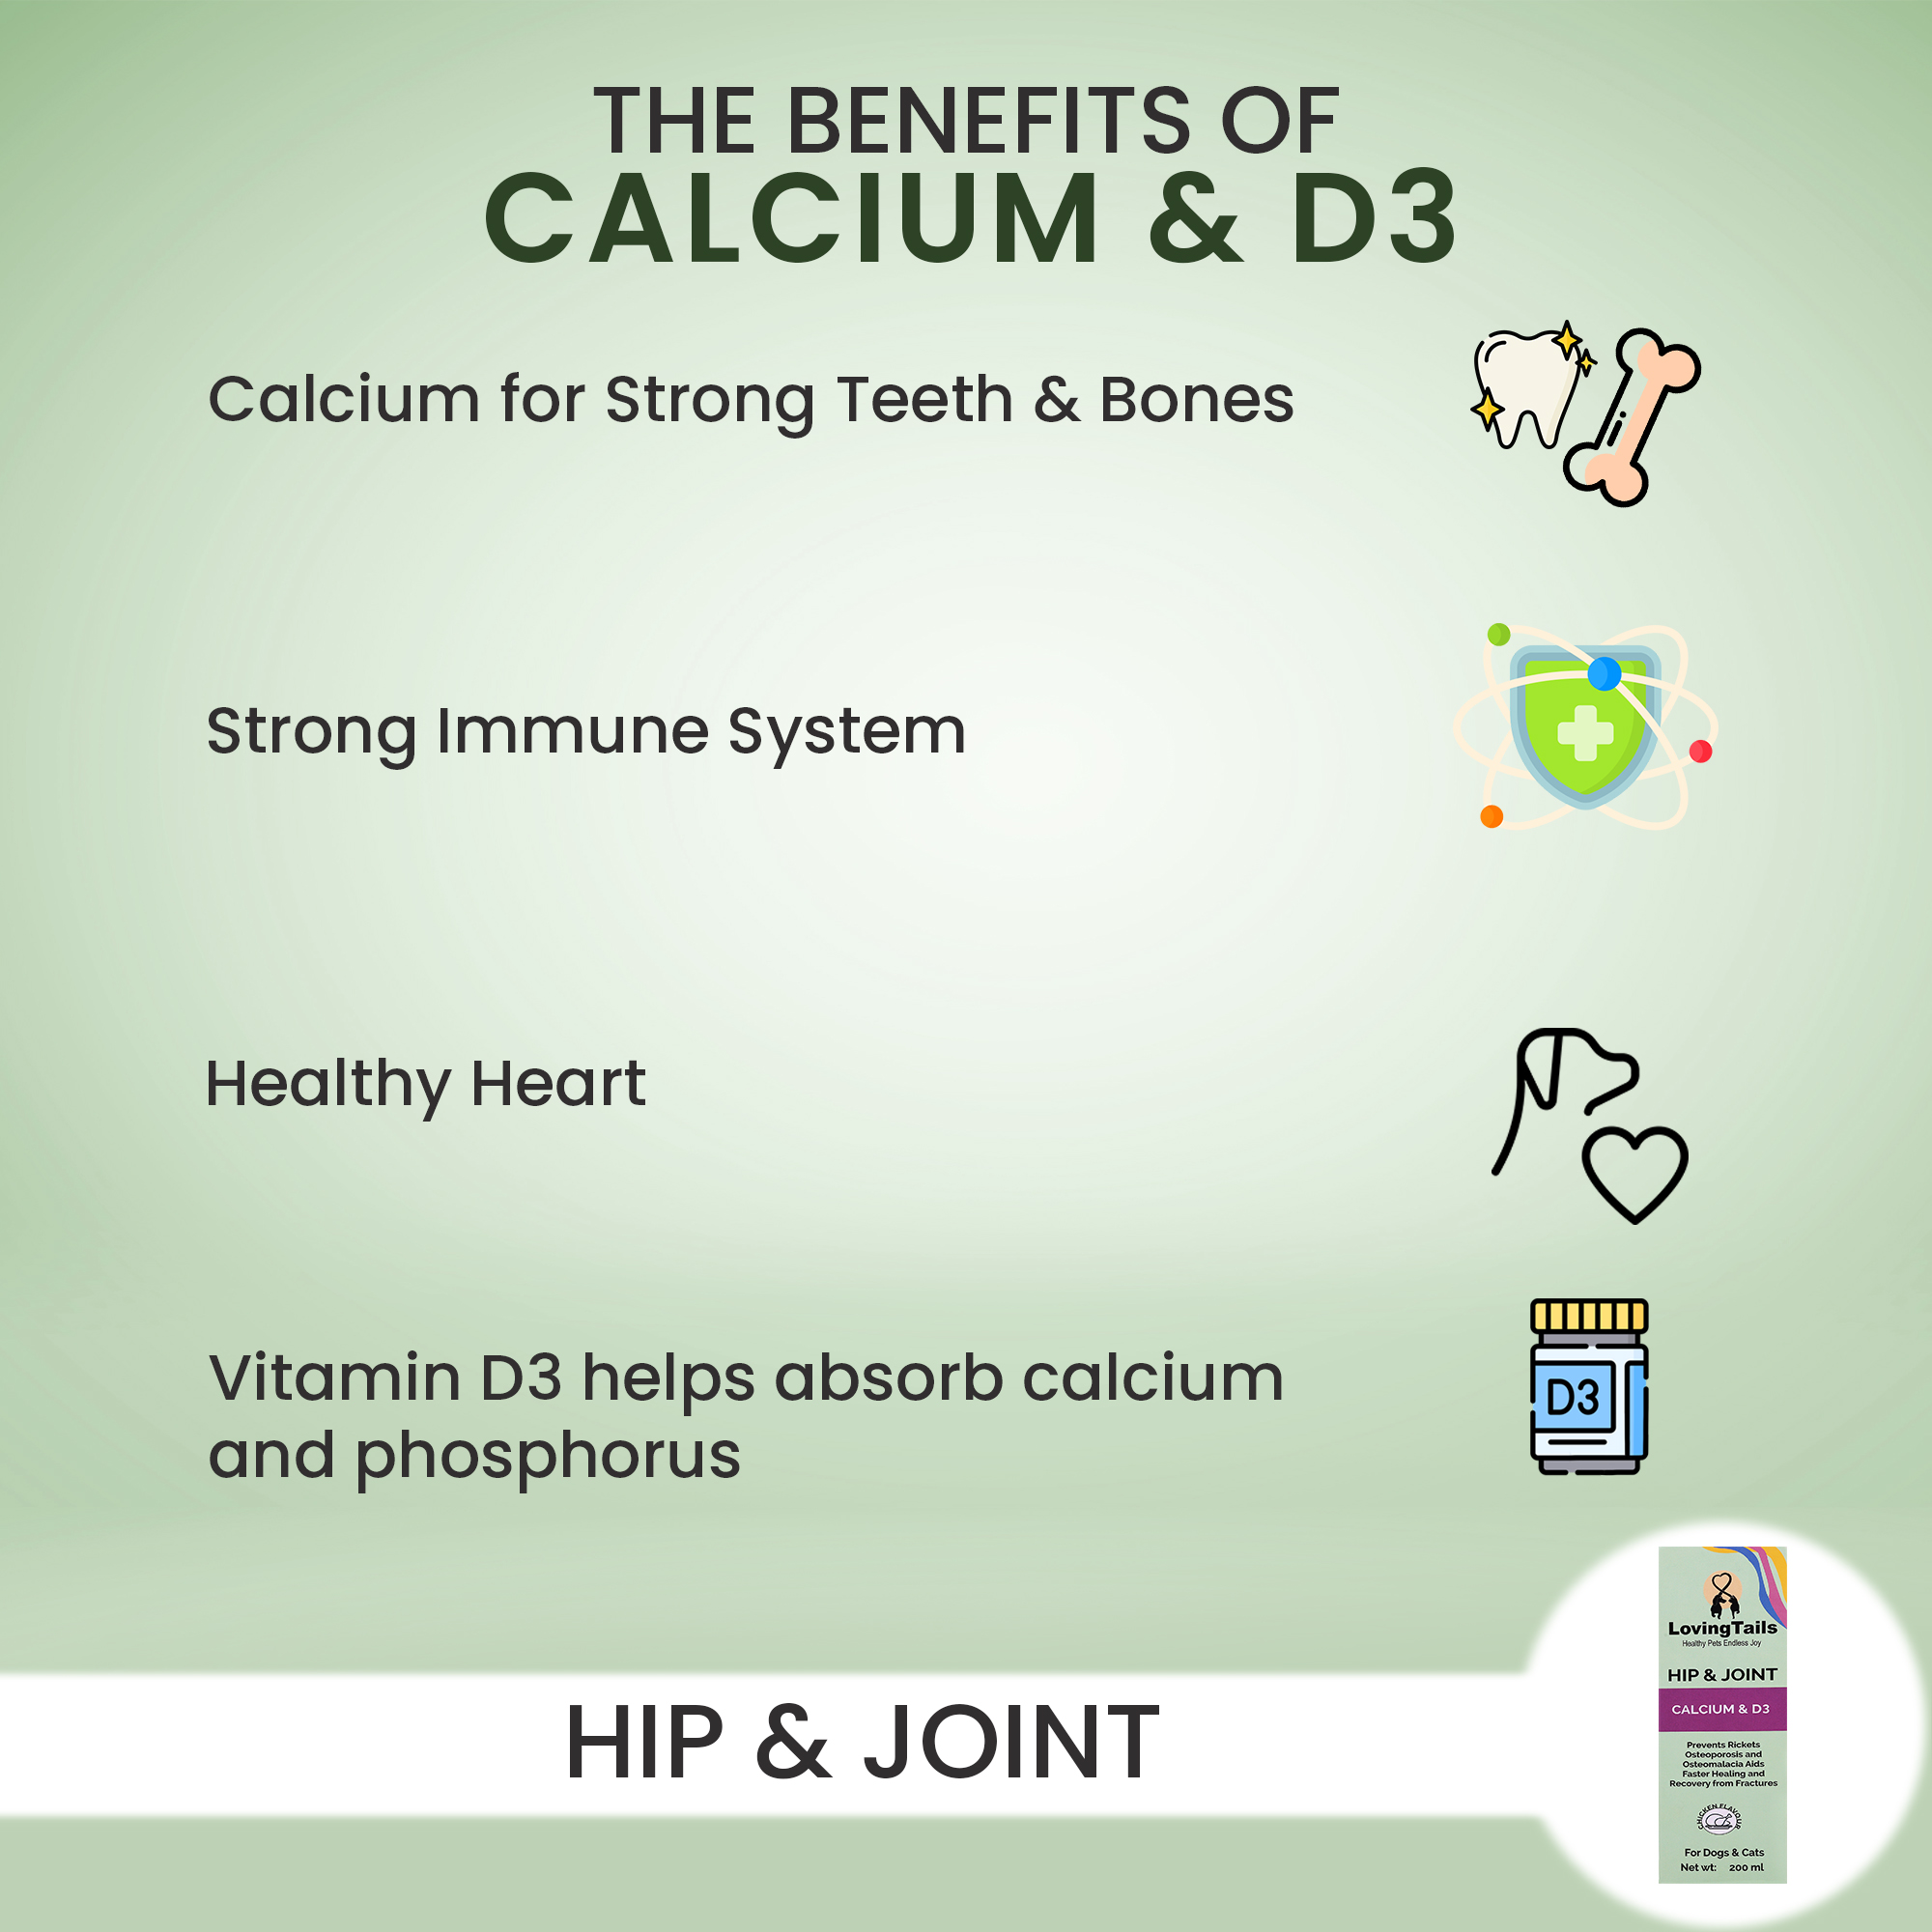 THE BENEFITS OF
CALCIUM & D3
Calcium for Strong Teeth & Bones
Strong Immune System
Healthy Heart
Vitamin D3 helps absorb calcium
and phosphorus
D3
HIP & JOINT
LovingTails
Healthy Pets Endless Joy
HIP & JOINT
CALCIUM & D3
Prevents Rickets
Osteoporosis and
Osteomalacia Aids
Faster Healing and
Recovery from Fractures
CHICKEN FLAVOUR
For Dogs & Cats
Net wt: 200 ml